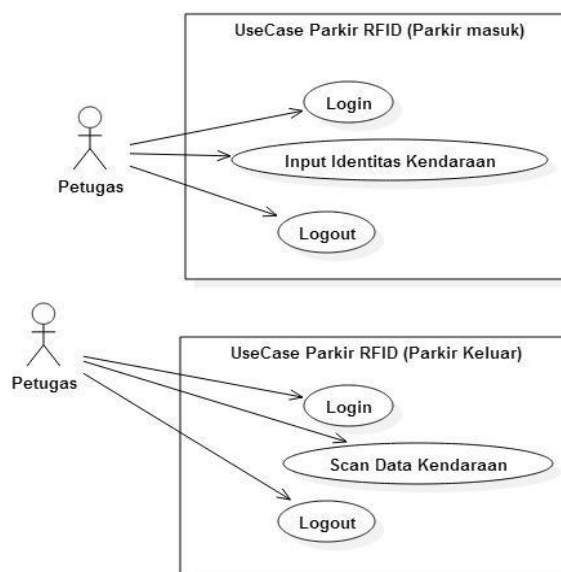 UseCase Parkir RFID (Parkir masuk)
Login
Input Identitas Kendaraan
Petugas
Logout
UseCase Parkir RFID (Parkir Keluar)
Petugas
Login
Scan Data Kendaraan
Logout